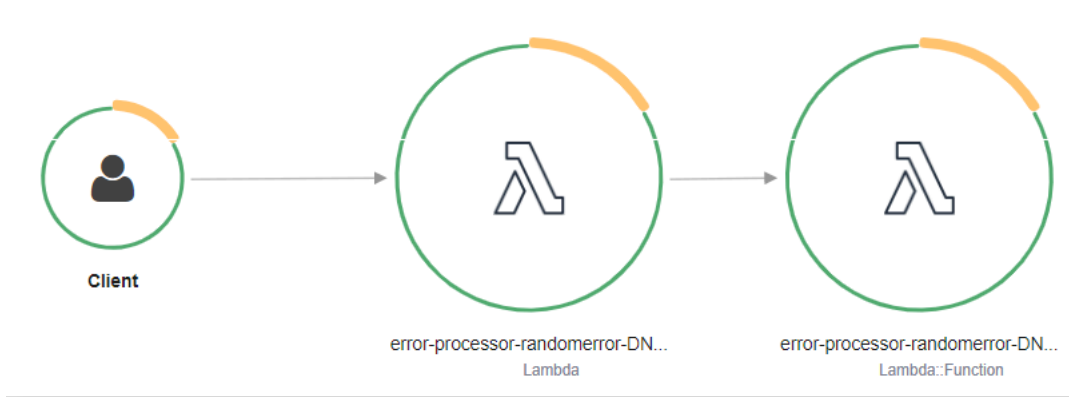 Client
error-processor-randomerror-DN...
Lambda
error-processor-randomerror-DN...
Lambda::Function